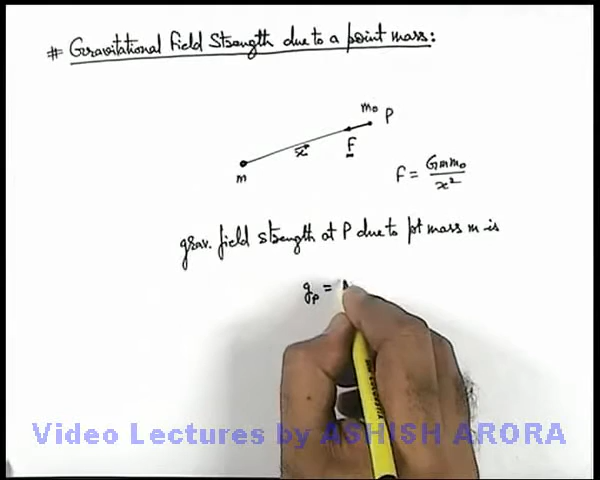 # Gravitational Field Strength due to a point mass:
m₀ P
x F
m
F = Gmm₀/x²
grav. field strength at P due to pt mass m is
gₚ =
Video Lectures by ASHISH ARORA